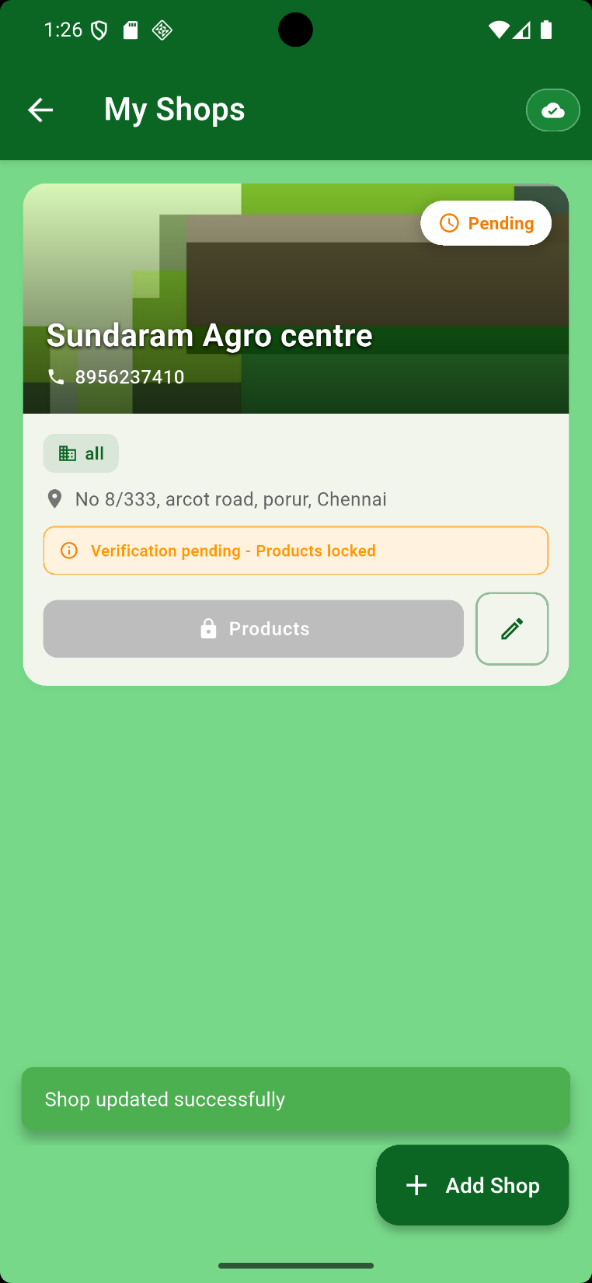 1:26
My Shops
Pending
Sundaram Agro centre
8956237410
all
No 8/333, arcot road, porur, Chennai
Verification pending - Products locked
Products
Shop updated successfully
Add Shop